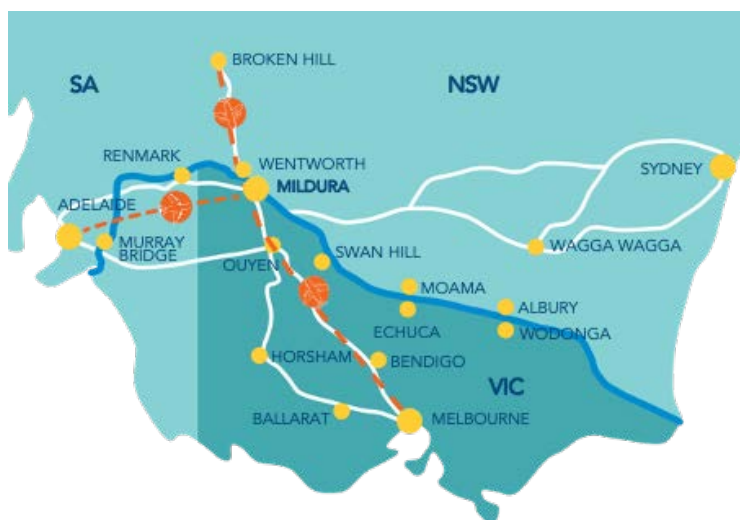 BROKEN HILL
SA
NSW
RENMARK
WENTWORTH
MILDURA
SYDNEY
ADELAIDE
MURRAY
BRIDGE
OUYEN
SWAN HILL
WAGGA WAGGA
MOAMA
ALBURY
ECHUCA
WODONGA
HORSHAM
BENDIGO
VIC
BALLARAT
MELBOURNE